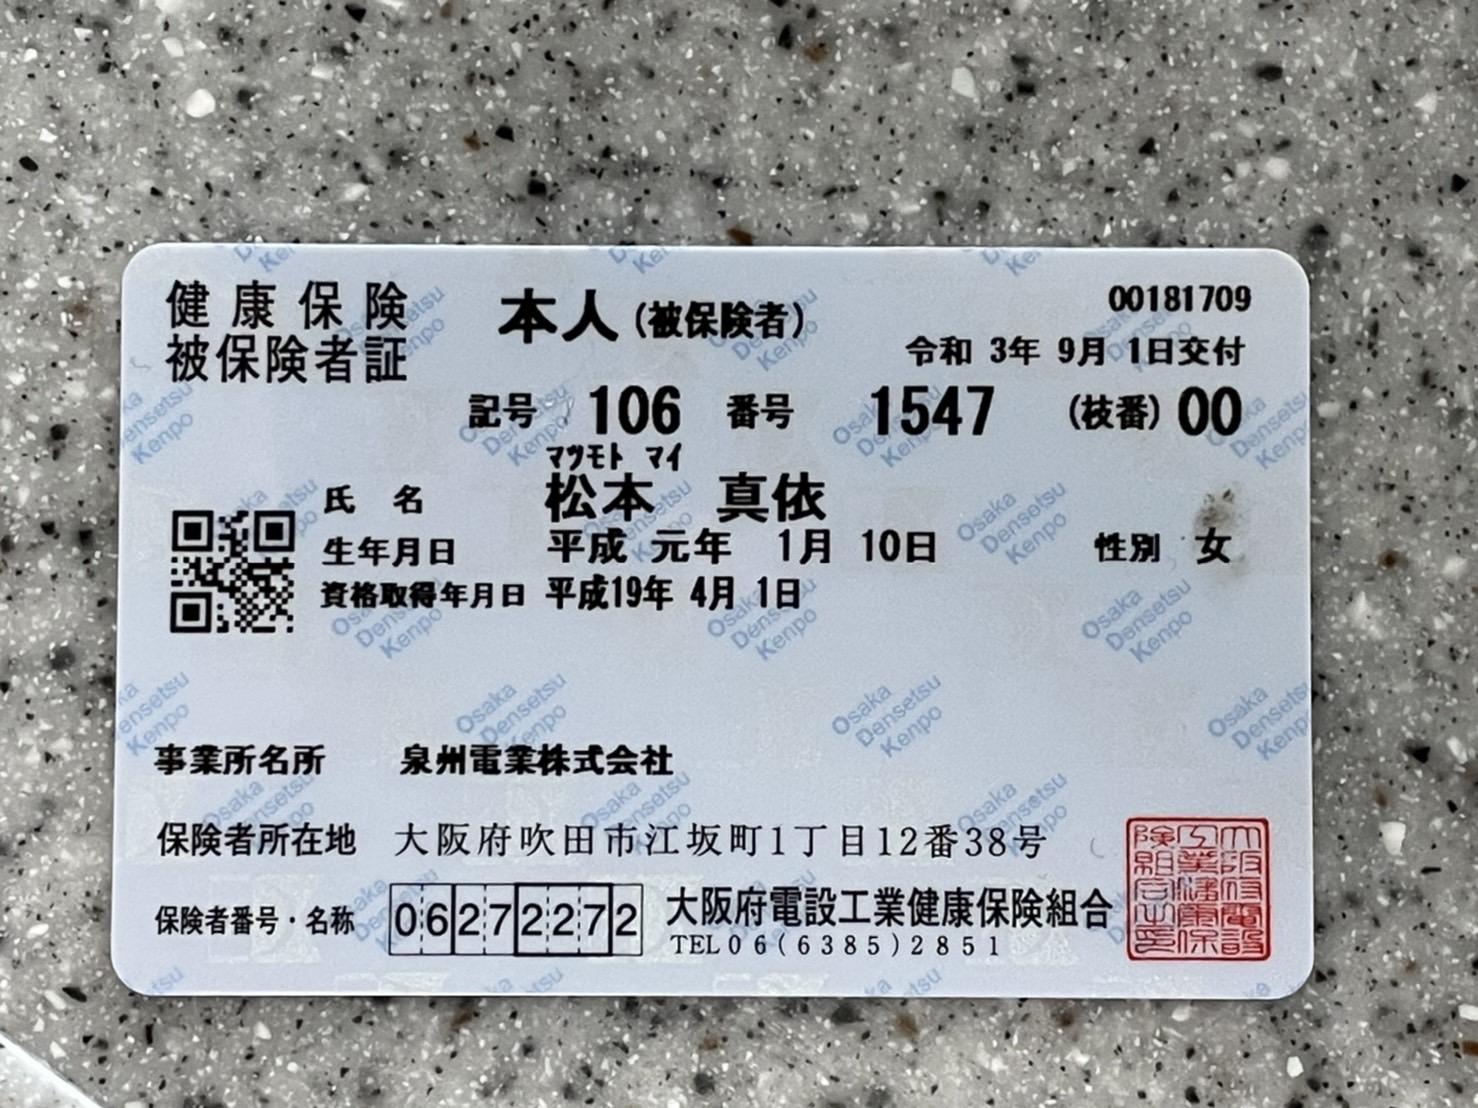 健康保険
被保険者証
本人(被保険者)
00181709
令和 3年 9月 1日交付
記号 106 番号 1547 (枝番) 00
マツモト マイ
氏 名 松本 真依
生年月日 平成 元年 1月 10日 性別 女
資格取得年月日 平成19年 4月 1日
事業所名所 泉州電業株式会社
保険者所在地 大阪府吹田市江坂町1丁目12番38号
保険者番号・名称 06272272 大阪府電設工業健康保険組合
TEL06(6385)2851
Osaka
Densetsu
Kenpo